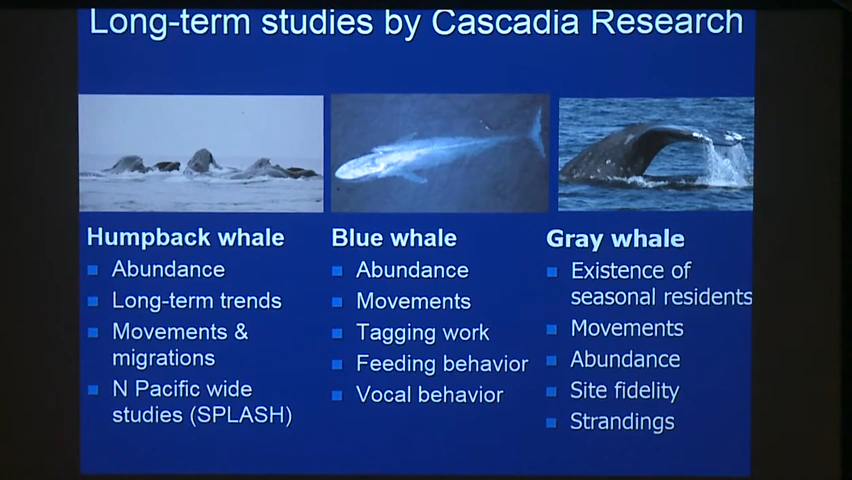 Long-term studies by Cascadia Research
Humpback whale
Abundance
Long-term trends
Movements &
migrations
N Pacific wide
studies (SPLASH)
Blue whale
Abundance
Movements
Tagging work
Feeding behavior
Vocal behavior
Gray whale
Existence of
seasonal residents
Movements
Abundance
Site fidelity
Strandings